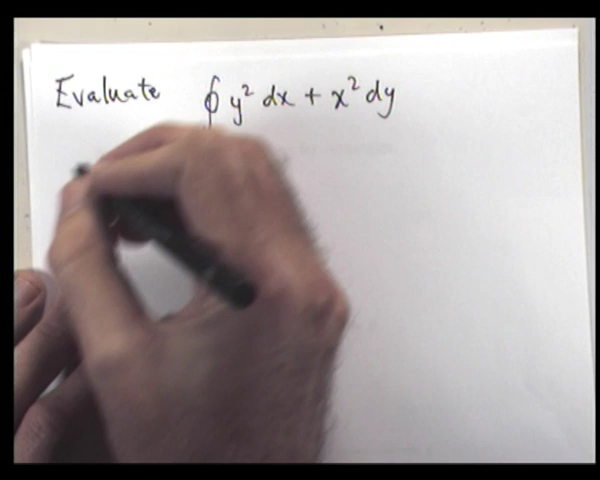 Evaluate ∮ y² dx + x² dy